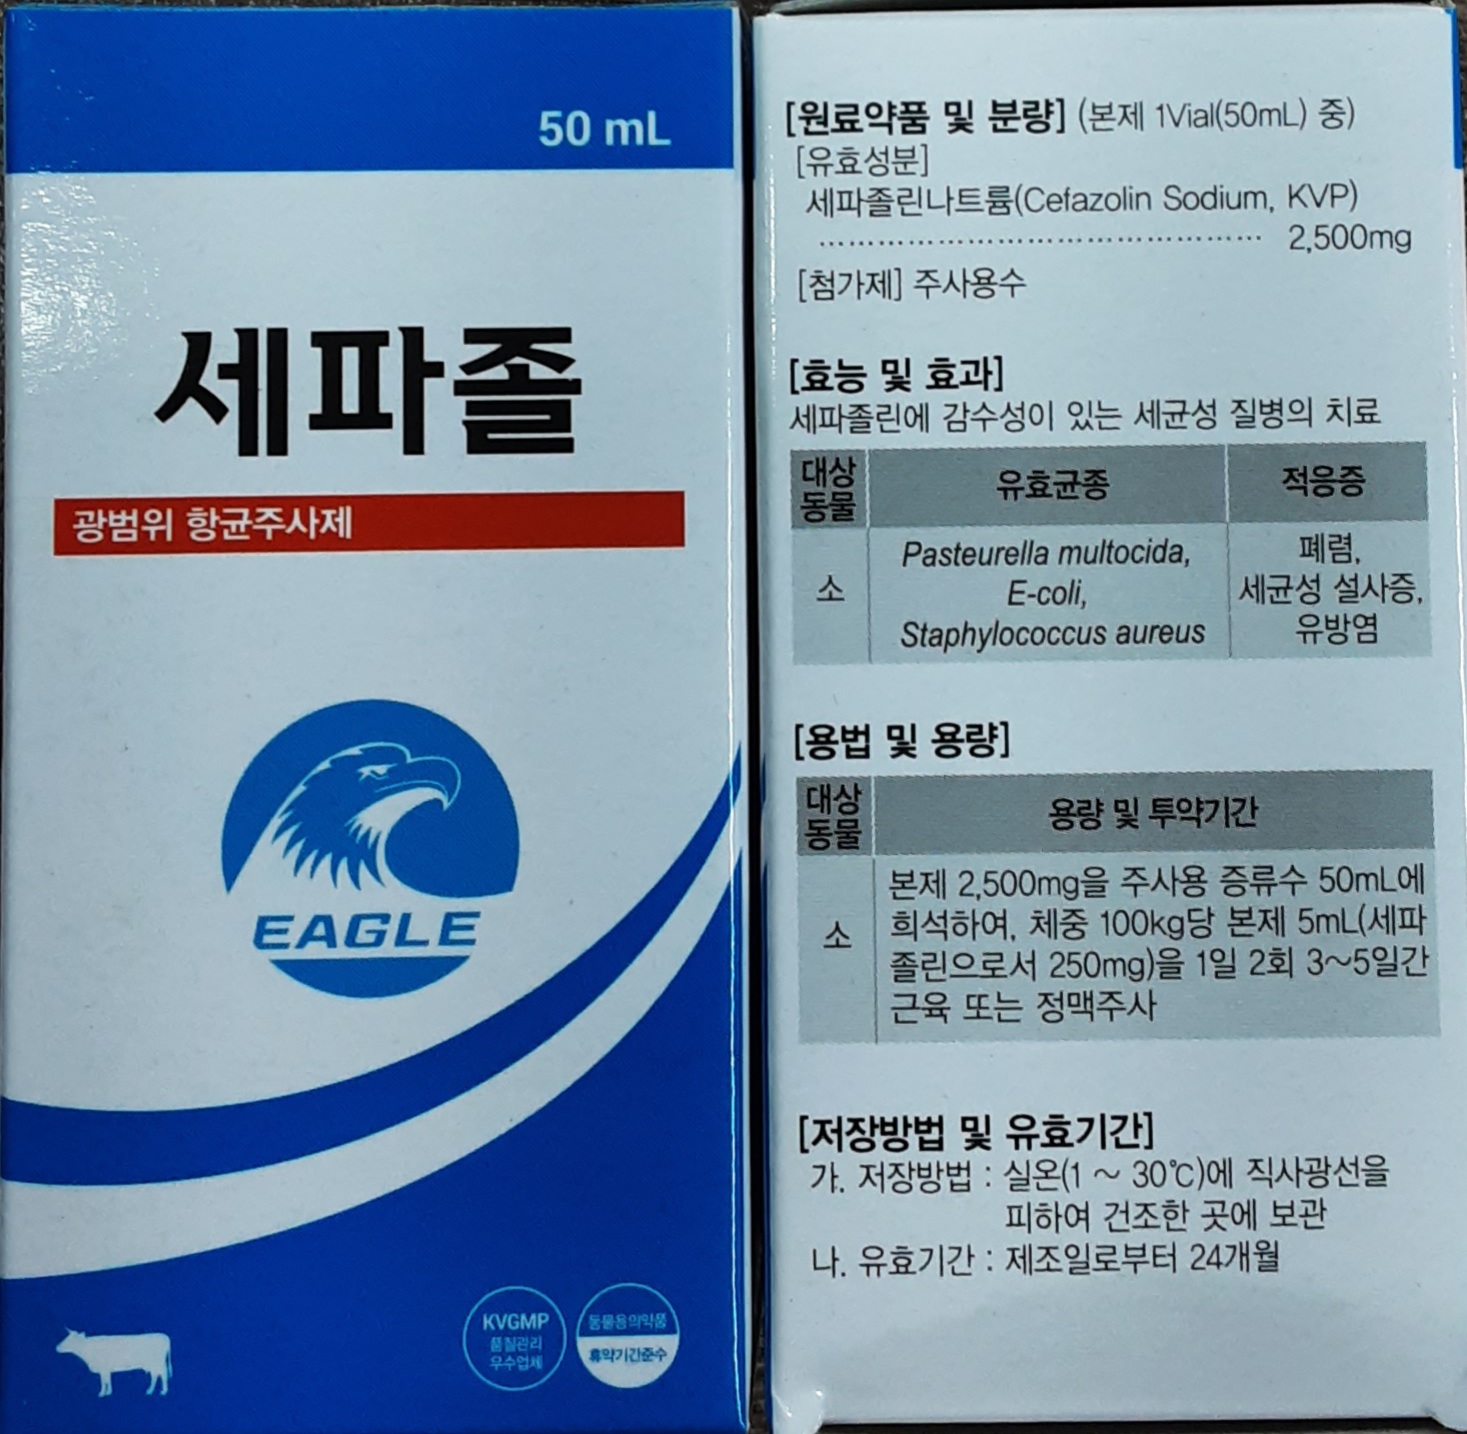 50 mL
세파졸
광범위 항균주사제
EAGLE
KVGMP
품질관리
우수업체
동물용의약품
휴약기간준수
[원료약품 및 분량] (본제 1Vial(50mL) 중)
[유효성분]
세파졸린나트륨(Cefazolin Sodium, KVP)
............................................. 2,500mg
[첨가제] 주사용수
[효능 및 효과]
세파졸린에 감수성이 있는 세균성 질병의 치료
대상
동물
유효균종
적응증
소
Pasteurella multocida,
E-coli,
Staphylococcus aureus
폐렴,
세균성 설사증,
유방염
[용법 및 용량]
대상
동물
용량 및 투약기간
소
본제 2,500mg을 주사용 증류수 50mL에
희석하여, 체중 100kg당 본제 5mL(세파
졸린으로서 250mg)을 1일 2회 3~5일간
근육 또는 정맥주사
[저장방법 및 유효기간]
가. 저장방법 : 실온(1 ~ 30℃)에 직사광선을
피하여 건조한 곳에 보관
나. 유효기간 : 제조일로부터 24개월